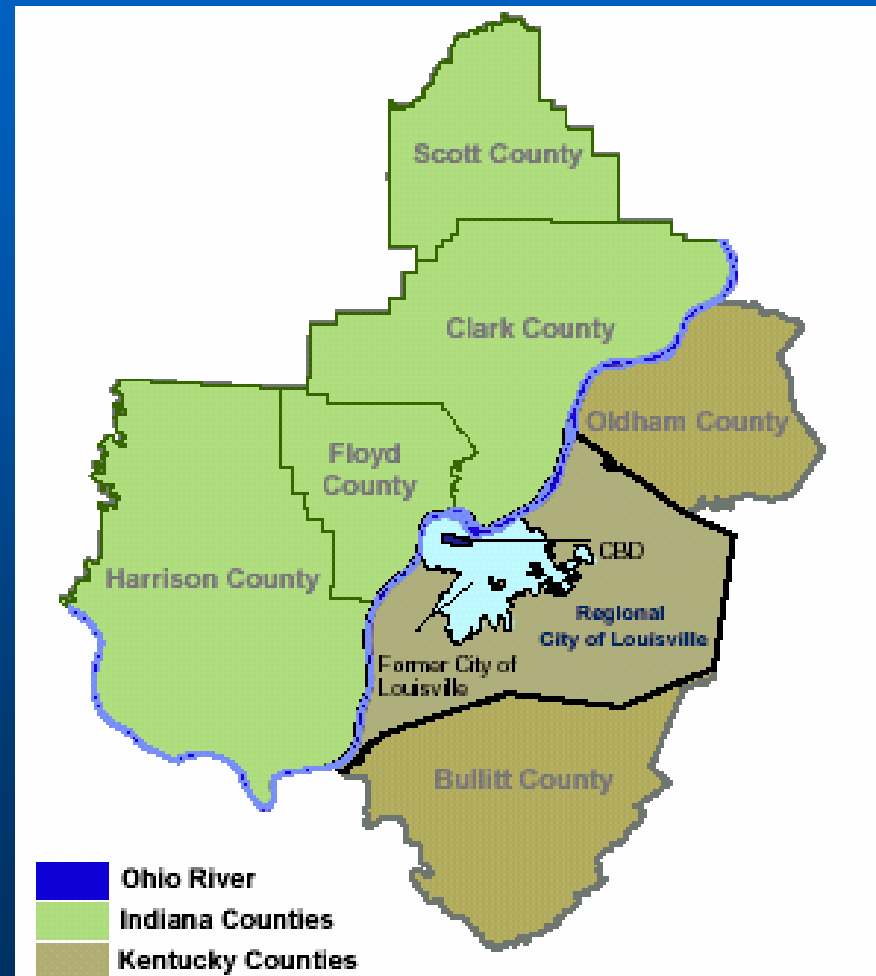 Scott County
Clark County
Oldham County
Floyd
County
CBD
Harrison County
Regional
City of Louisville
Former City of
Louisville
Bullitt County
Ohio River
Indiana Counties
Kentucky Counties